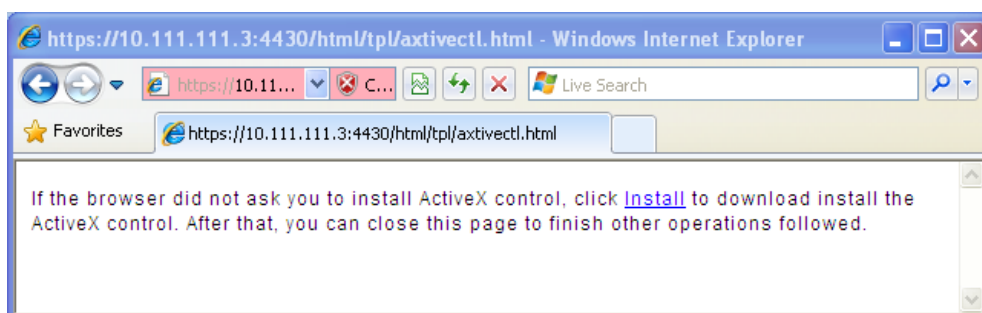 https://10.111.111.3:4430/html/tpl/axtivectl.html - Windows Internet Explorer
https://10.11... C... Live Search
Favorites https://10.111.111.3:4430/html/tpl/axtivectl.html
If the browser did not ask you to install ActiveX control, click Install to download install the
ActiveX control. After that, you can close this page to finish other operations followed.